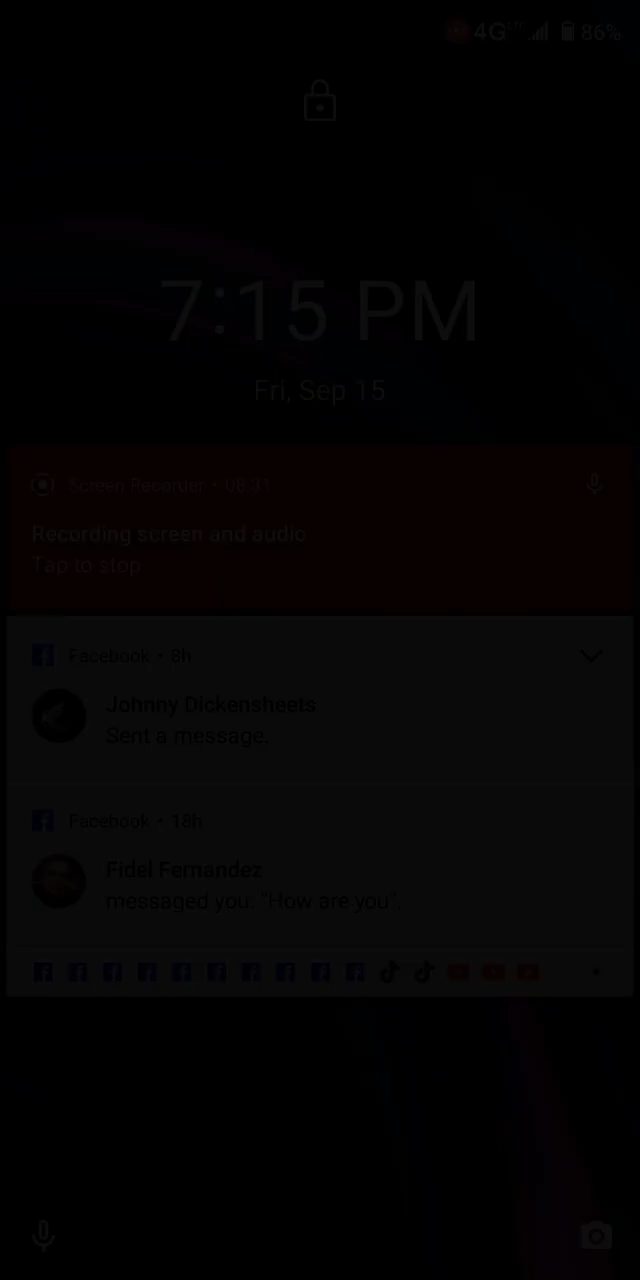 4G LTE 86%
7:15 PM
Fri, Sep 15
Screen Recorder • 08:31
Recording screen and audio
Tap to stop
Facebook • 8h
Johnny Dickensheets
Sent a message.
Facebook • 18h
Fidel Fernandez
messaged you: "How are you".